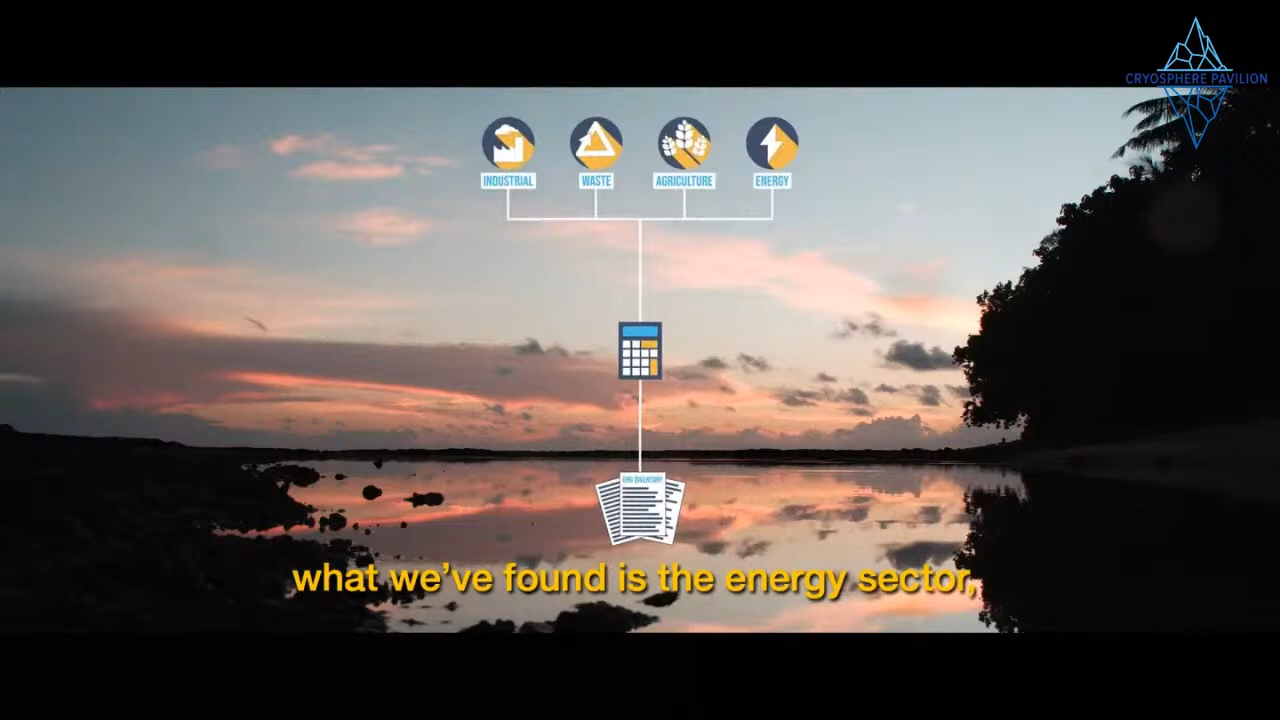 CRYOSPHERE PAVILION
INDUSTRIAL WASTE AGRICULTURE ENERGY
GHG INVENTORY
what we've found is the energy sector,